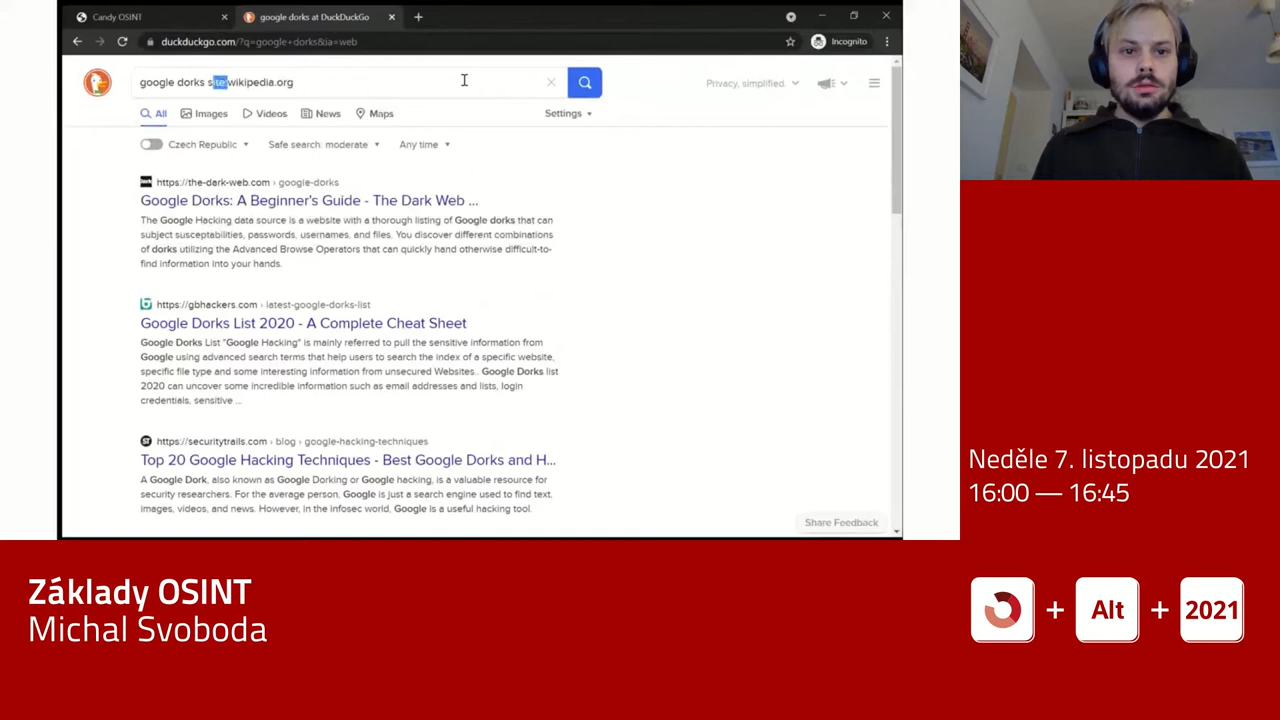 Candy OSINT
google dorks at DuckDuckGo
duckduckgo.com/?q=google+dorks&ia=web
Incognito
google dorks site:wikipedia.org
Privacy, simplified.
All
Images
Videos
News
Maps
Settings
Czech Republic
Safe search: moderate
Any time
https://the-dark-web.com › google-dorks
Google Dorks: A Beginner's Guide - The Dark Web ...
The Google Hacking data source is a website with a thorough listing of Google dorks that can
subject susceptabilities, passwords, usernames, and files. You discover different combinations
of dorks utilizing the Advanced Browse Operators that can quickly hand otherwise difficult-to-
find information into your hands.
https://gbhackers.com › latest-google-dorks-list
Google Dorks List 2020 - A Complete Cheat Sheet
Google Dorks List "Google Hacking" is mainly referred to pull the sensitive information from
Google using advanced search terms that help users to search the index of a specific website,
specific file type and some interesting information from unsecured Websites.. Google Dorks list
2020 can uncover some incredible information such as email addresses and lists, login
credentials, sensitive ...
https://securitytrails.com › blog › google-hacking-techniques
Top 20 Google Hacking Techniques - Best Google Dorks and H...
A Google Dork, also known as Google Dorking or Google hacking, is a valuable resource for
security researchers. For the average person, Google is just a search engine used to find text,
images, videos, and news. However, in the infosec world, Google is a useful hacking tool.
Share Feedback
Neděle 7. listopadu 2021
16:00 — 16:45
Základy OSINT
Michal Svoboda
+ Alt + 2021